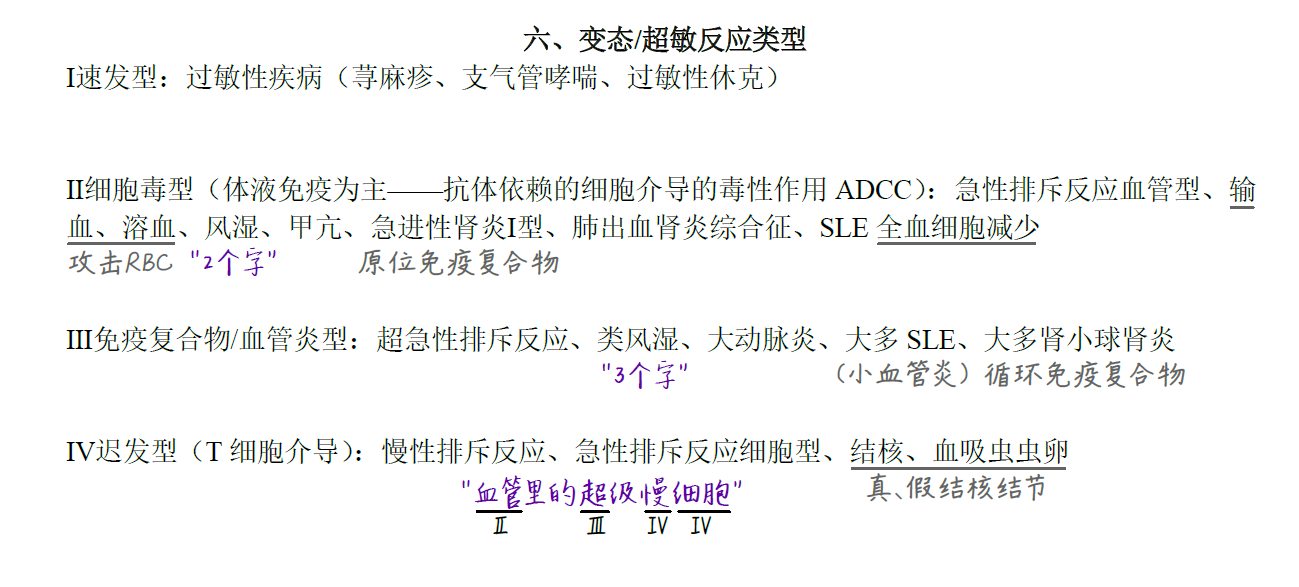 六、变态/超敏反应类型
I速发型：过敏性疾病（荨麻疹、支气管哮喘、过敏性休克）
II细胞毒型（体液免疫为主——抗体依赖的细胞介导的毒性作用 ADCC）：急性排斥反应血管型、输
血、溶血、风湿、甲亢、急进性肾炎I型、肺出血肾炎综合征、SLE 全血细胞减少
攻击RBC "2个字" 原位免疫复合物
III免疫复合物/血管炎型：超急性排斥反应、类风湿、大动脉炎、大多 SLE、大多肾小球肾炎
"3个字" (小血管炎) 循环免疫复合物
IV迟发型（T 细胞介导）：慢性排斥反应、急性排斥反应细胞型、结核、血吸虫虫卵
"血管里的超级慢细胞" 真、假结核结节
II III IV IV